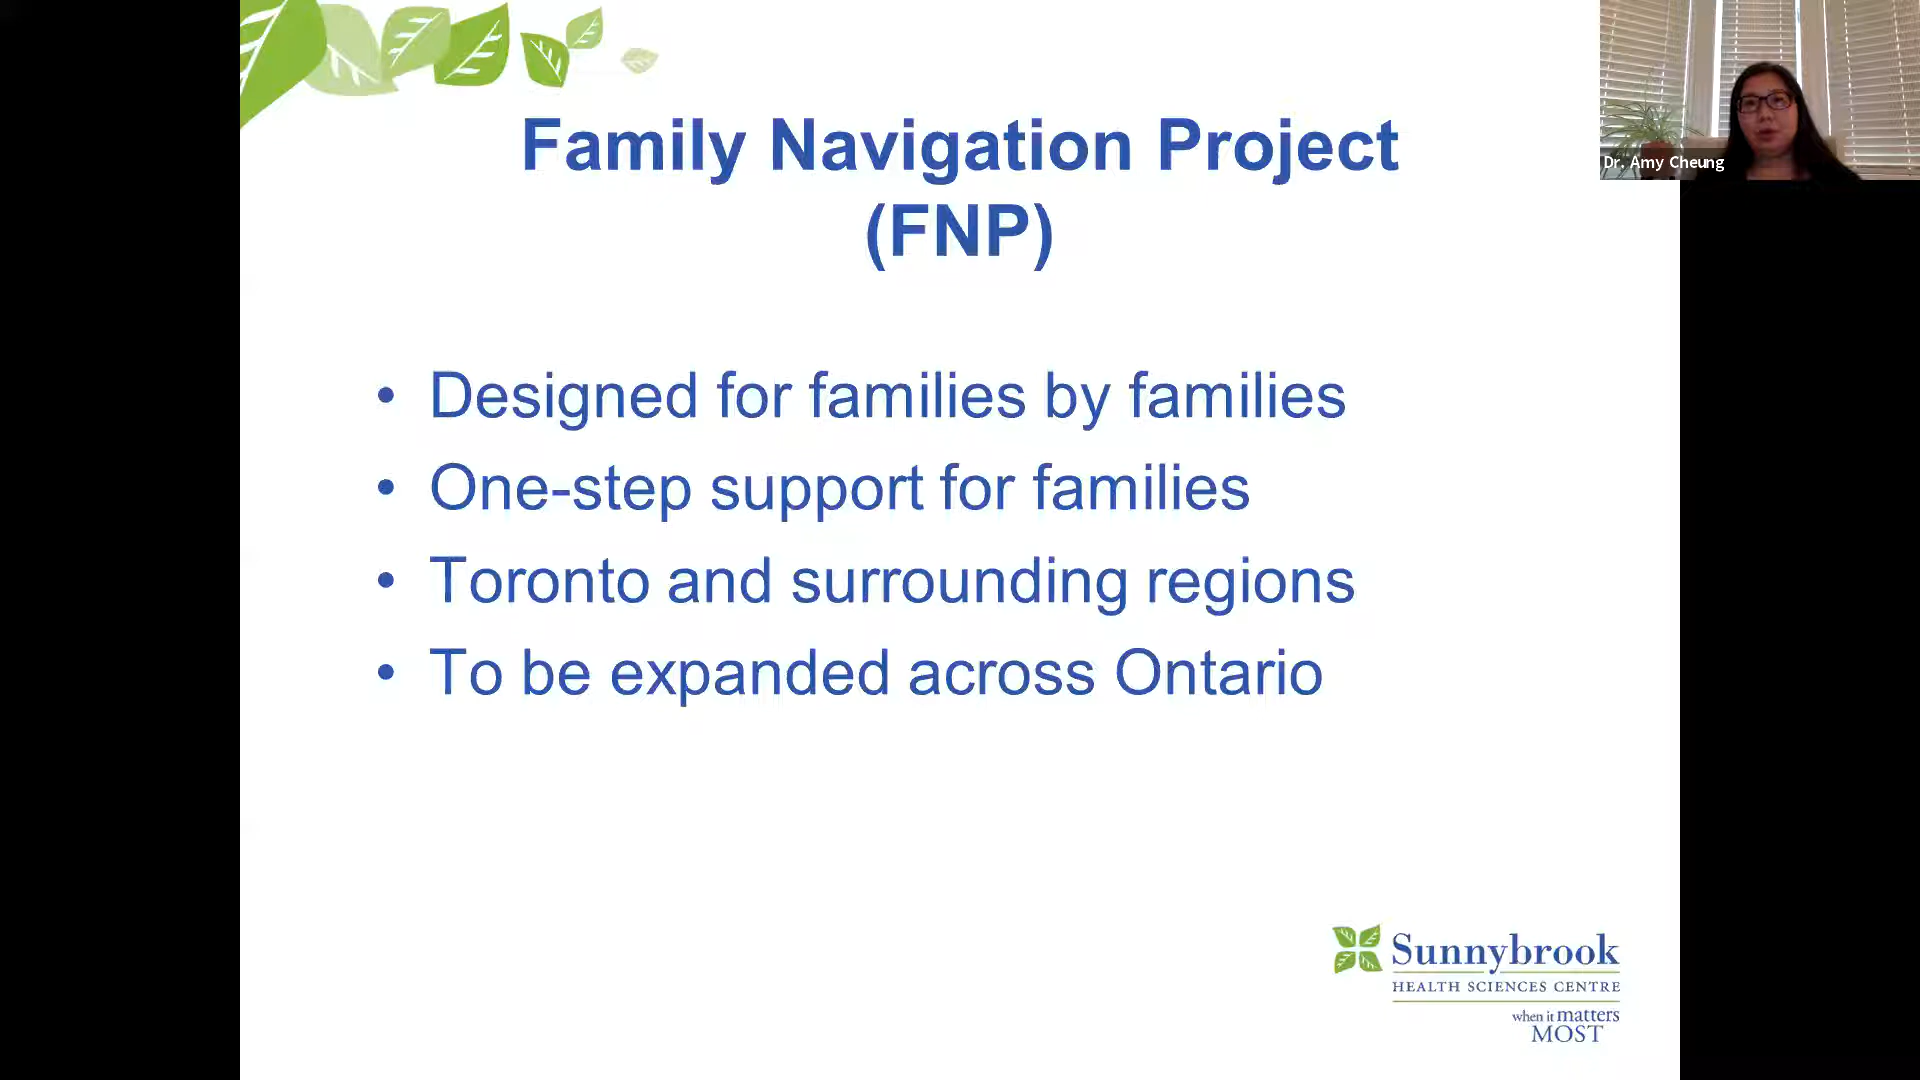 Family Navigation Project
(FNP)
• Designed for families by families
• One-step support for families
• Toronto and surrounding regions
• To be expanded across Ontario
Dr. Amy Cheung
Sunnybrook
HEALTH SCIENCES CENTRE
when it matters
MOST